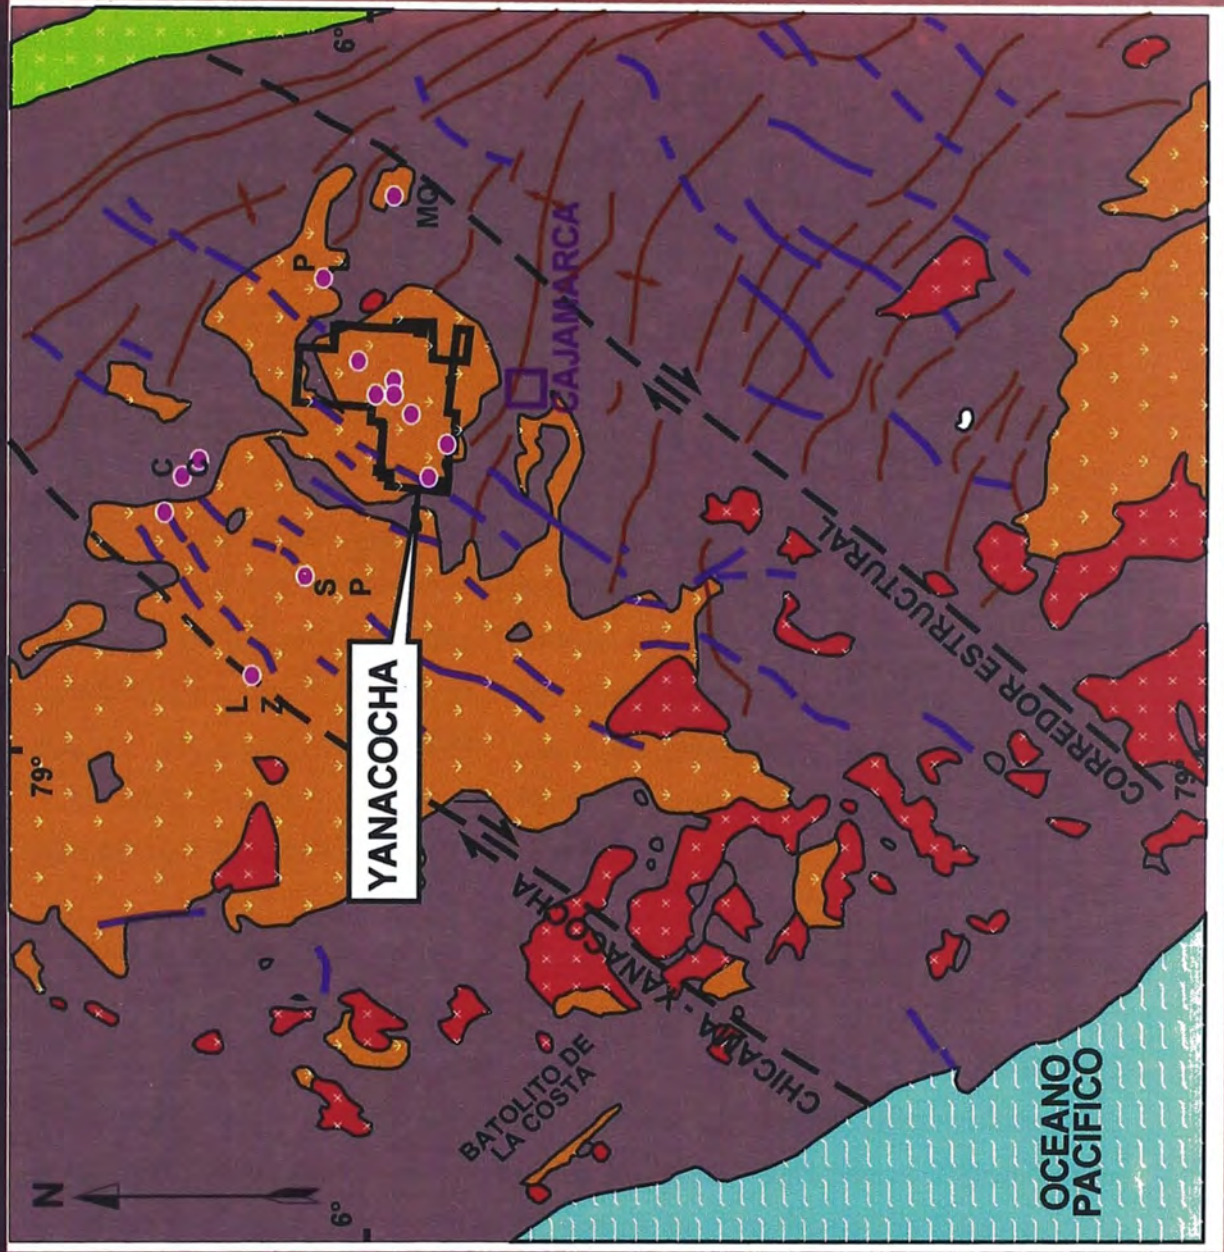 N
6°
79°
6°
C
P
MQ
S
P
L
Z
YANACOCHA
CAJAMARCA
BATOLITO DE
LA COSTA
CHICAMA - YANACOCHA
CORREDOR ESTRUCTURAL
OCEANO
PACIFICO
79°